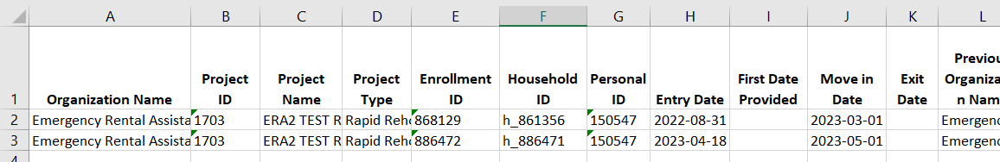 A B C D E F G H I J K L
1 Organization Name Project ID Project Name Project Type Enrollment ID Household ID Personal ID Entry Date First Date Provided Move in Date Exit Date Previou Organiza n Nam
2 Emergency Rental Assista 1703 ERA2 TEST R Rapid Reh 868129 h_861356 150547 2022-08-31 2023-03-01 Emergenc
3 Emergency Rental Assista 1703 ERA2 TEST R Rapid Reh 886472 h_886471 150547 2023-04-18 2023-05-01 Emergenc